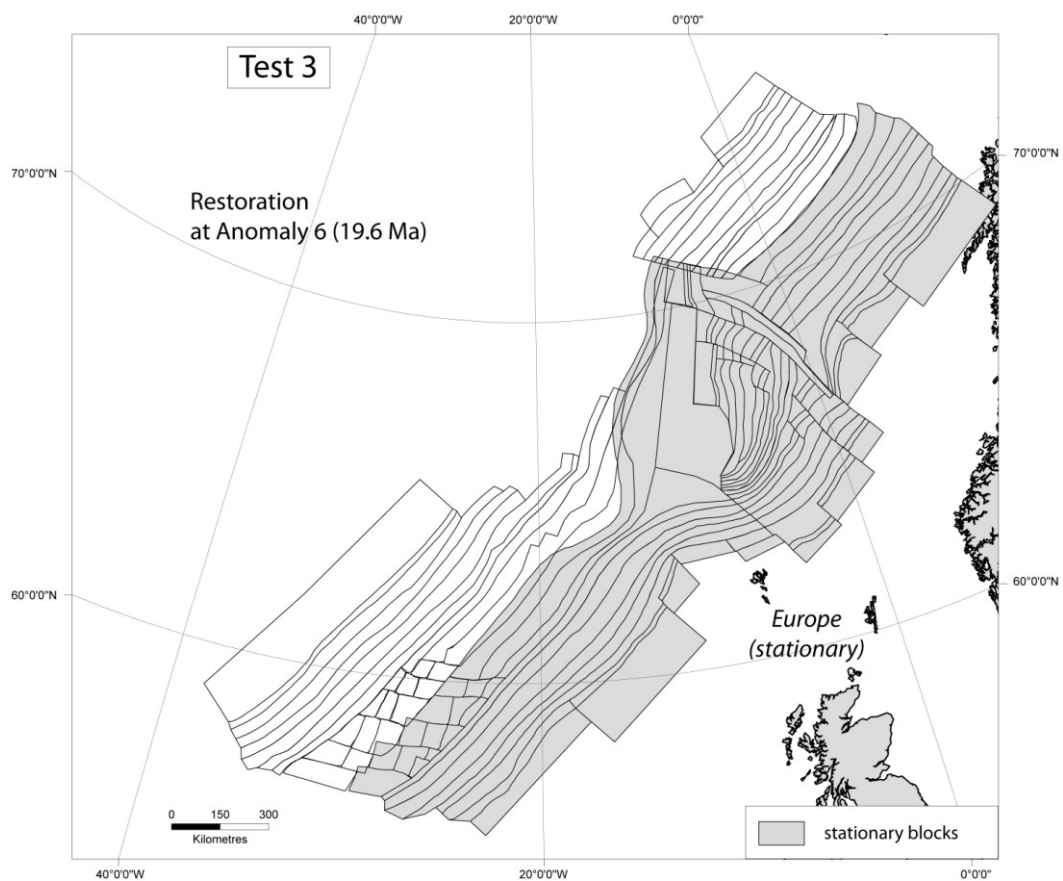 40°0'0"W 20°0'0"W 0°0'0"
Test 3
70°0'0"N 70°0'0"N
Restoration
at Anomaly 6 (19.6 Ma)
60°0'0"N 60°0'0"N
Europe
(stationary)
0 150 300
Kilometres
stationary blocks
40°0'0"W 20°0'0"W 0°0'0"